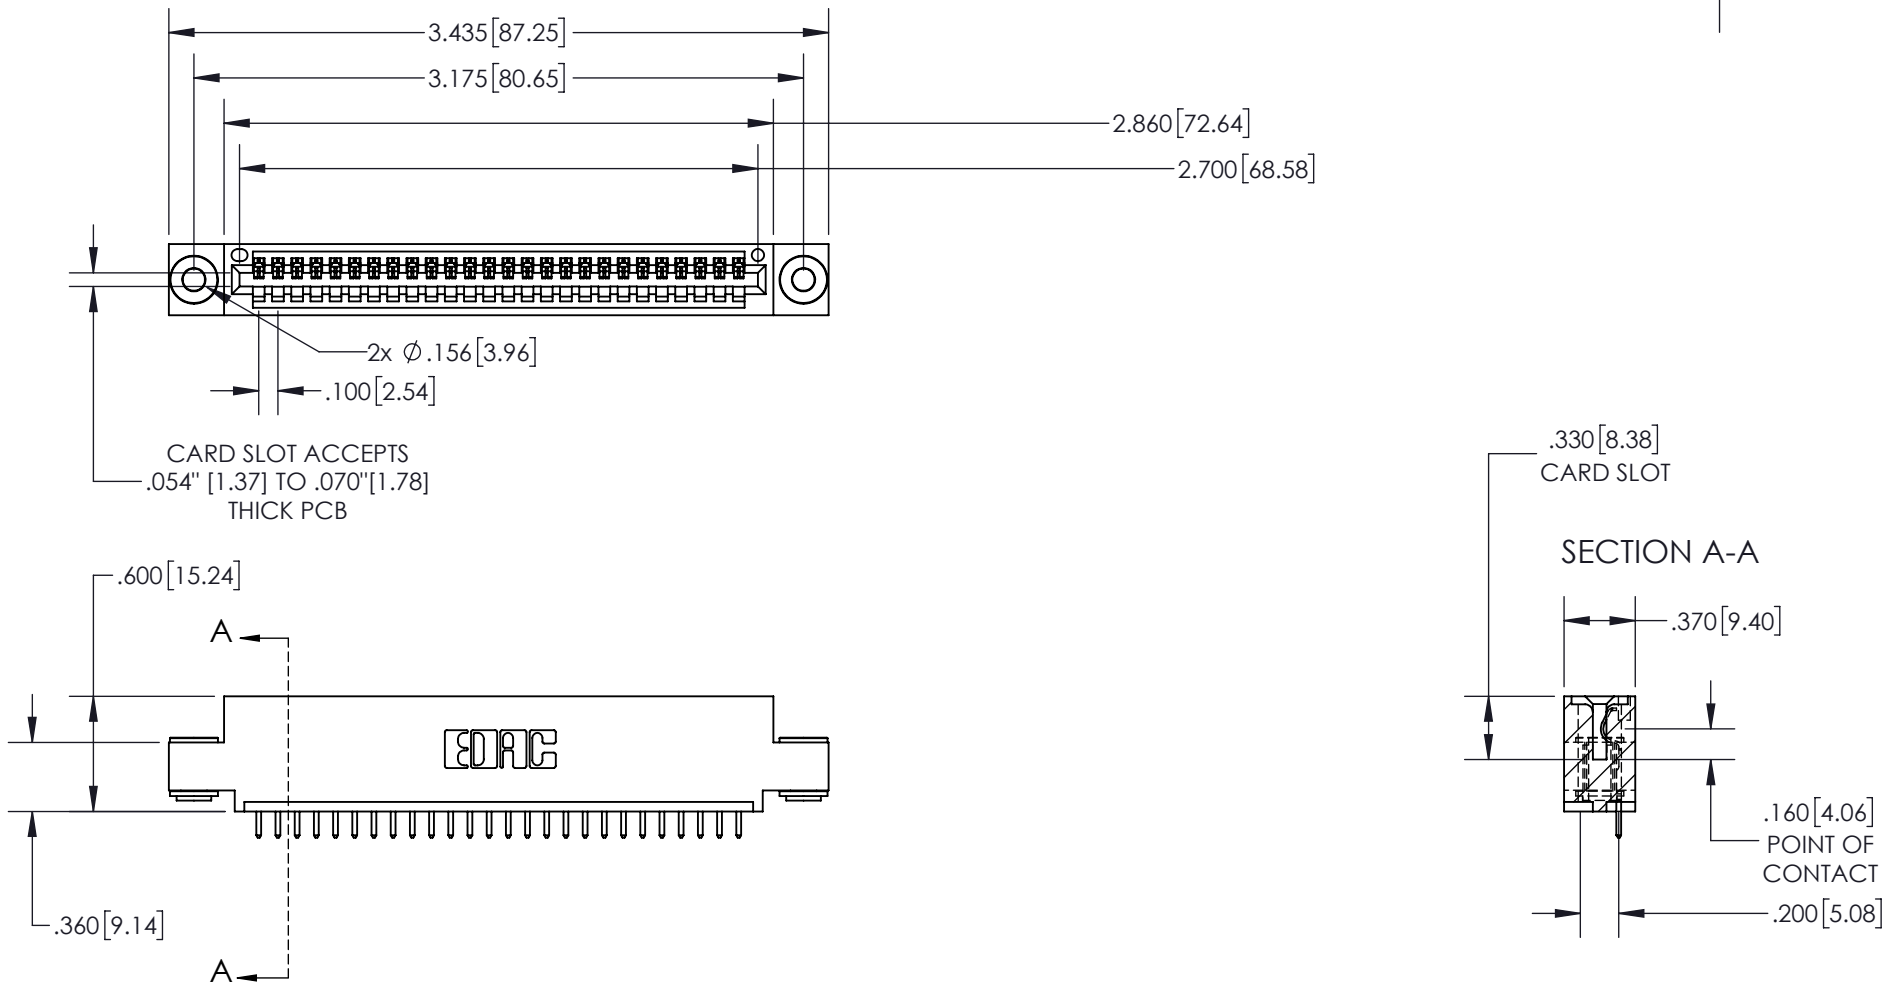 3.435[87.25]
3.175[80.65]
2.860[72.64]
2.700[68.58]
2x ∅.156[3.96]
.100[2.54]
CARD SLOT ACCEPTS
.054" [1.37] TO .070"[1.78]
THICK PCB
.330[8.38]
CARD SLOT
SECTION A-A
.600[15.24]
.370[9.40]
A
EDAC
.160[4.06]
POINT OF
CONTACT
.200[5.08]
.360[9.14]
A